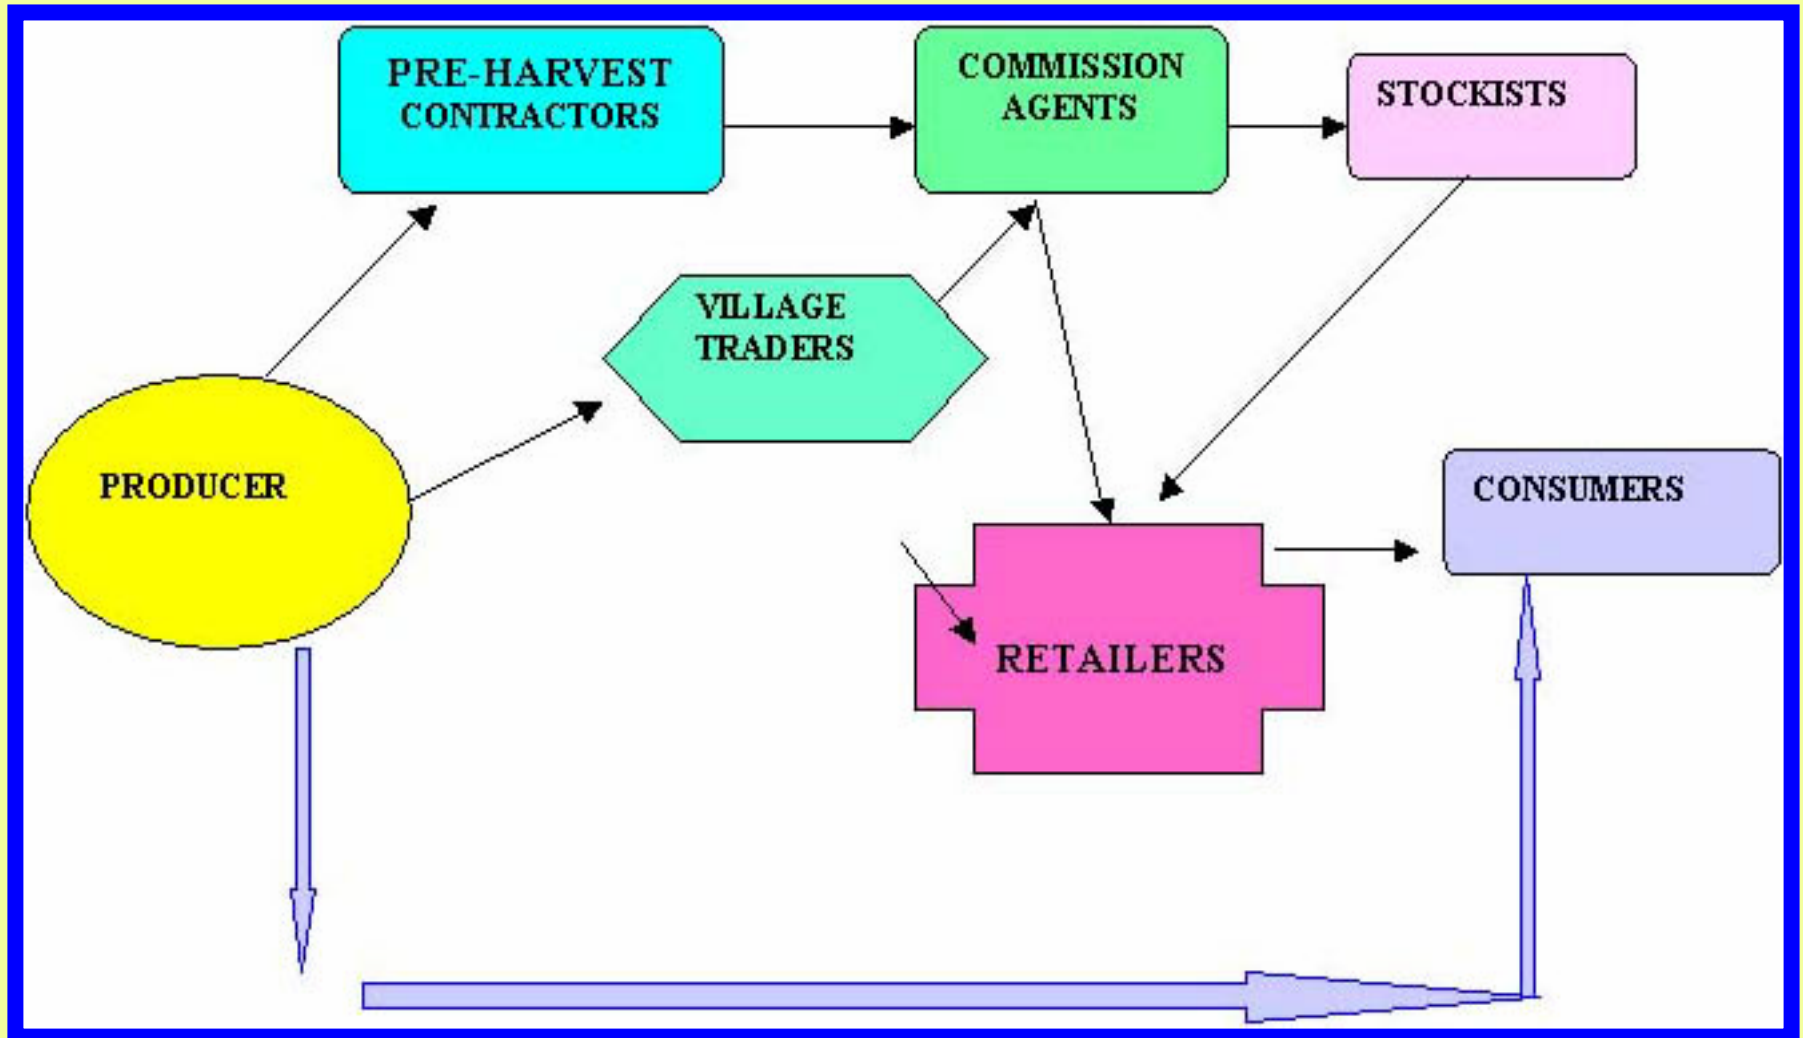 PRE-HARVEST
CONTRACTORS
COMMISSION
AGENTS
STOCKISTS
VILLAGE
TRADERS
PRODUCER
CONSUMERS
RETAILERS